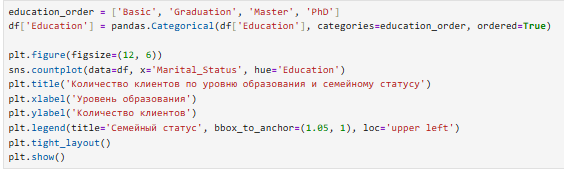 education_order = ['Basic', 'Graduation', 'Master', 'PhD']
df['Education'] = pandas.Categorical(df['Education'], categories=education_order, ordered=True)
plt.figure(figsize=(12, 6))
sns.countplot(data=df, x='Marital_Status', hue='Education')
plt.title('Количество клиентов по уровню образования и семейному статусу')
plt.xlabel('Уровень образования')
plt.ylabel('Количество клиентов')
plt.legend(title='Семейный статус', bbox_to_anchor=(1.05, 1), loc='upper left')
plt.tight_layout()
plt.show()